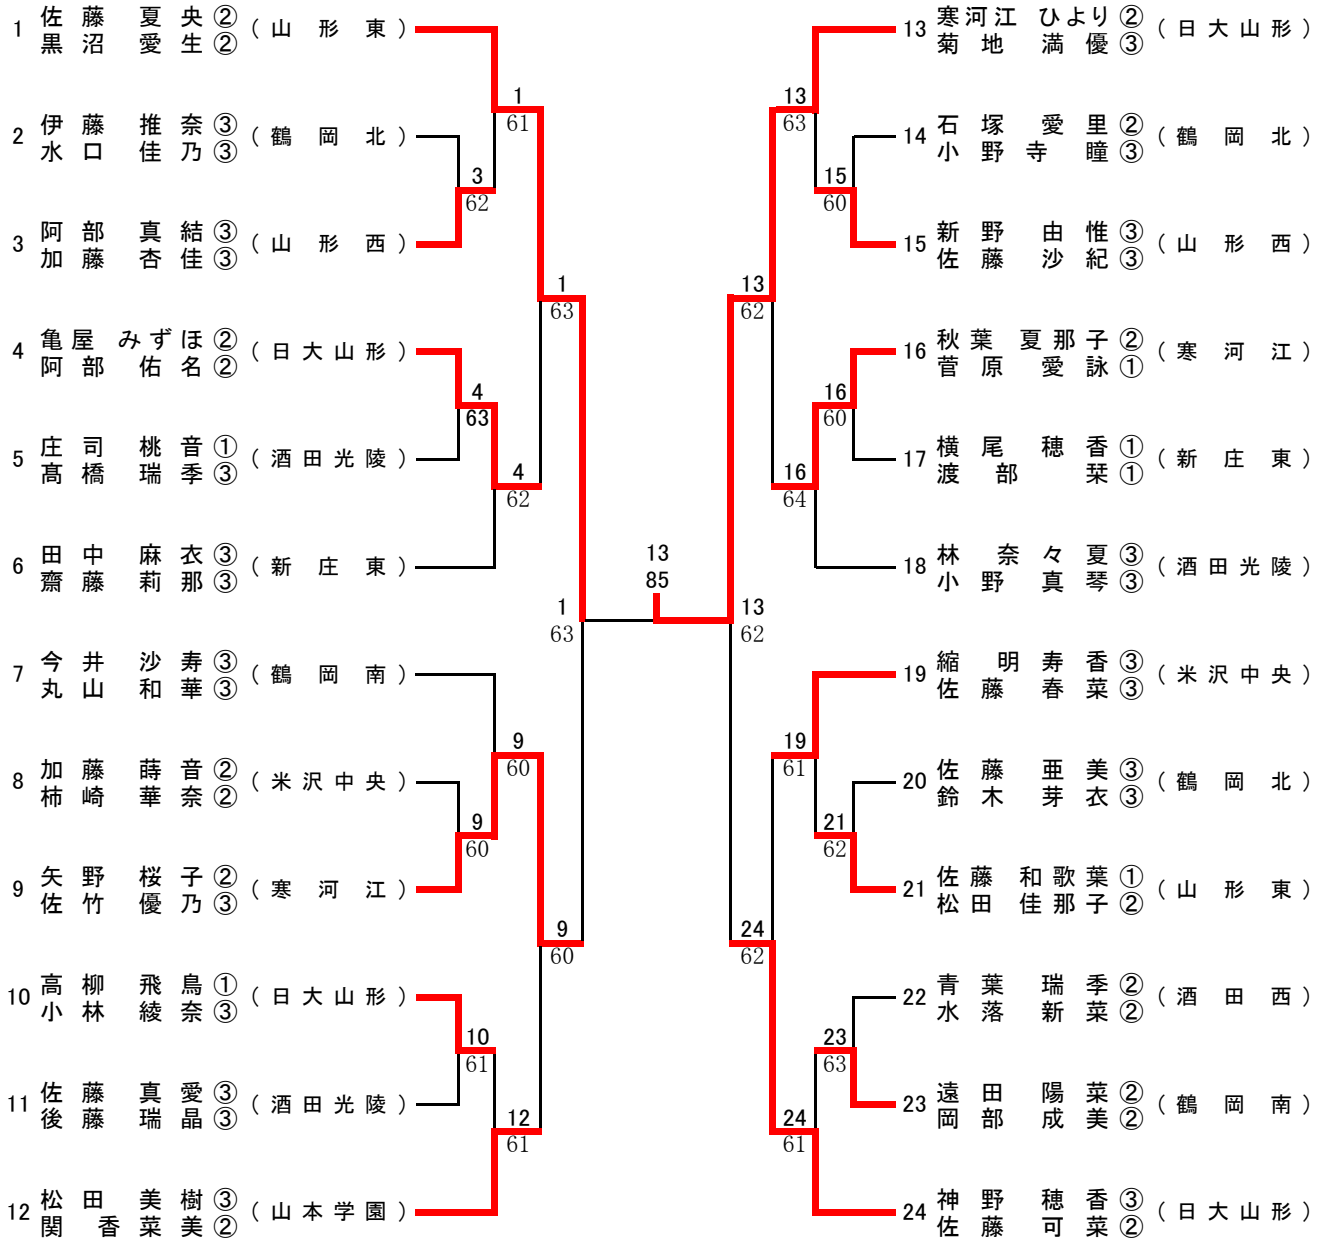 1 佐藤 夏央② (山形東)
黒沼 愛生②
2 伊藤 推奈③ (鶴岡北)
水口 佳乃③
3 阿部 真結③ (山形西)
加藤 杏佳③
4 亀屋 みずほ② (日大山形)
阿部 佑名②
5 庄司 桃音① (酒田光陵)
髙橋 瑞季③
6 田中 麻衣③ (新庄東)
齋藤 莉那③
7 今井 沙寿③ (鶴岡南)
丸山 和華③
8 加藤 蒔音② (米沢中央)
柿崎 華奈②
9 矢野 桜子② (寒河江)
佐竹 優乃③
10 高柳 飛鳥① (日大山形)
小林 綾奈③
11 佐藤 真愛③ (酒田光陵)
後藤 瑞晶③
12 松田 美樹③ (山本学園)
関 香菜美②
3
62
4
63
9
60
10
61
1
61
4
62
9
60
12
61
1
63
9
60
1
63
13
85
13
62
13
62
24
62
13
63
16
64
19
61
24
61
15
60
16
60
21
62
23
63
13 寒河江 ひより② (日大山形)
菊地 満優③
14 石塚 愛里② (鶴岡北)
小野寺 瞳③
15 新野 由惟③ (山形西)
佐藤 沙紀③
16 秋葉 夏那子② (寒河江)
菅原 愛詠①
17 横尾 穂香① (新庄東)
渡部 栞①
18 林 奈々夏③ (酒田光陵)
小野 真琴③
19 縮 明寿香③ (米沢中央)
佐藤 春菜③
20 佐藤 亜美③ (鶴岡北)
鈴木 芽衣③
21 佐藤 和歌葉① (山形東)
松田 佳那子②
22 青葉 瑞季② (酒田西)
水落 新菜②
23 遠田 陽菜② (鶴岡南)
岡部 成美②
24 神野 穂香③ (日大山形)
佐藤 可菜②